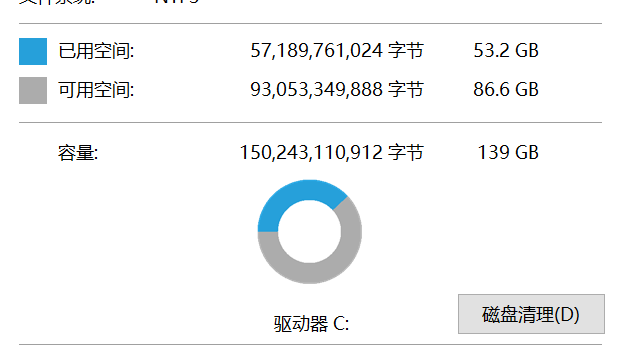 已用空间: 57,189,761,024 字节 53.2 GB
可用空间: 93,053,349,888 字节 86.6 GB
容量: 150,243,110,912 字节 139 GB
驱动器 C:
磁盘清理(D)